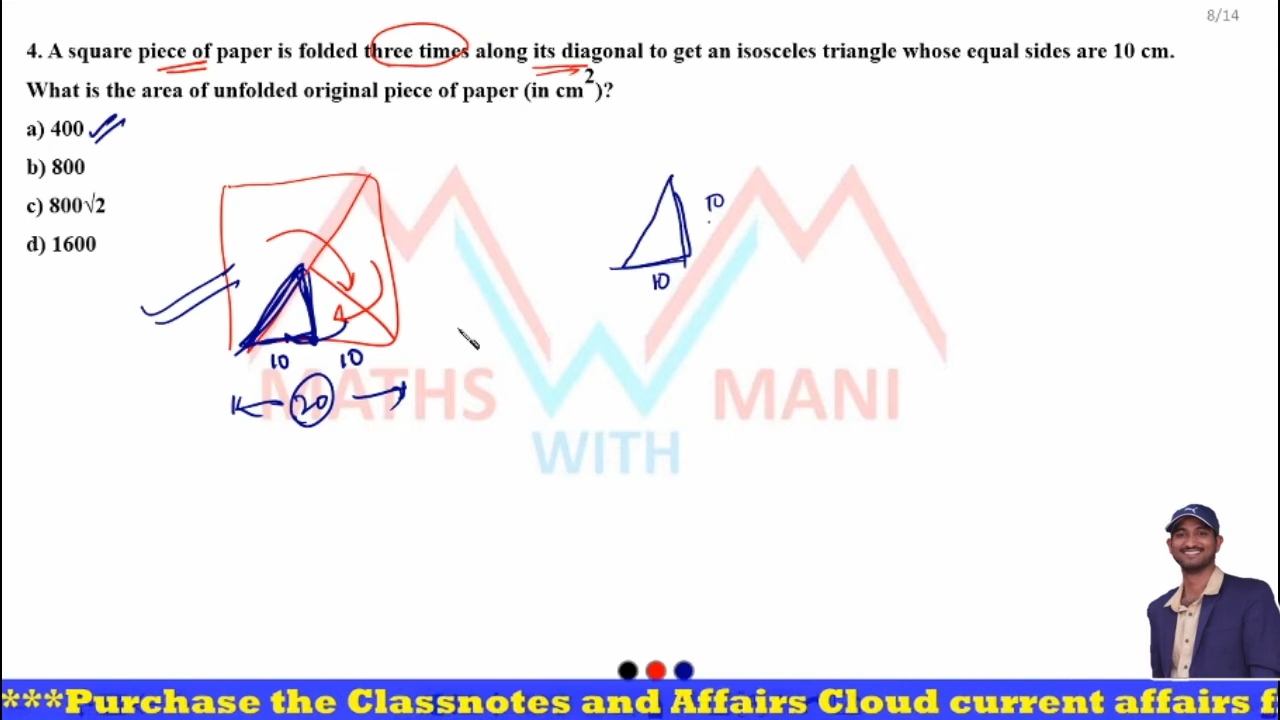 8/14
4. A square piece of paper is folded three times along its diagonal to get an isosceles triangle whose equal sides are 10 cm.
What is the area of unfolded original piece of paper (in cm²)?
a) 400
b) 800
c) 800√2
d) 1600
10
10
10 10
20
MATHS
WITH
MANI
***Purchase the Classnotes and Affairs Cloud current affairs f